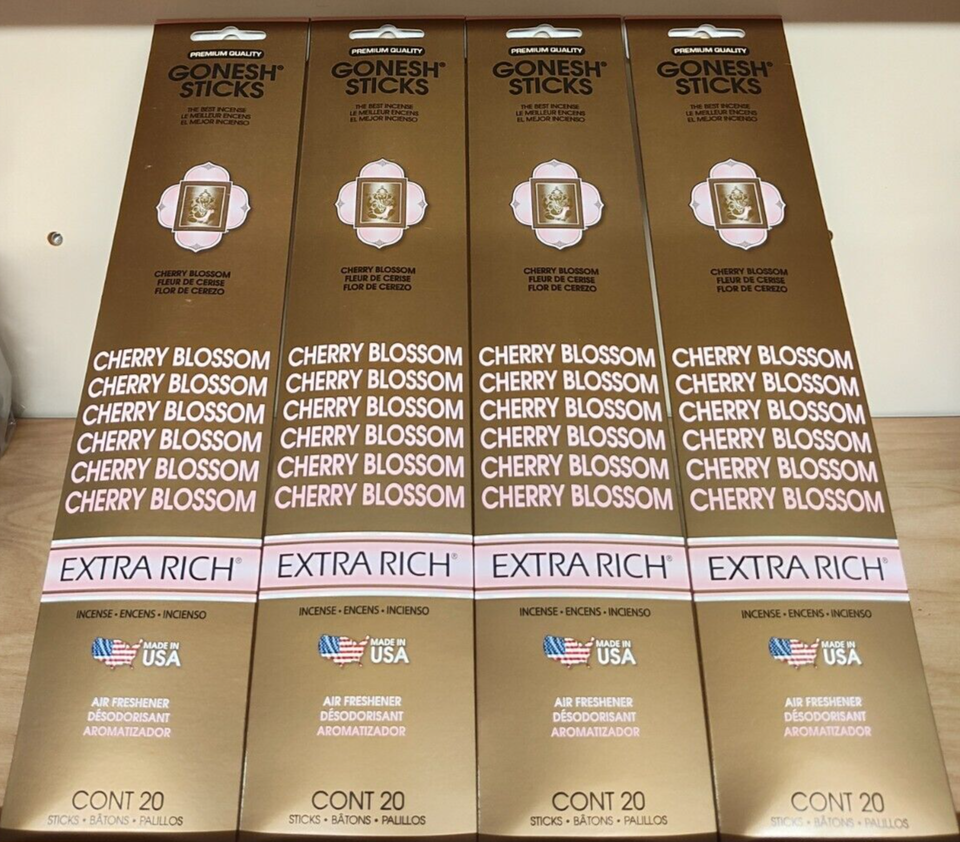 PREMIUM QUALITY
GONESH®
STICKS
THE BEST INCENSE
LE MEILLEUR ENCENS
EL MEJOR INCIENSO
CHERRY BLOSSOM
FLEUR DE CERISE
FLOR DE CEREZO
CHERRY BLOSSOM
CHERRY BLOSSOM
CHERRY BLOSSOM
CHERRY BLOSSOM
CHERRY BLOSSOM
CHERRY BLOSSOM
EXTRA RICH®
INCENSE • ENCENS • INCIENSO
MADE IN
USA
AIR FRESHENER
DÉSODORISANT
AROMATIZADOR
CONT 20
STICKS • BÂTONS • PALILLOS
PREMIUM QUALITY
GONESH®
STICKS
THE BEST INCENSE
LE MEILLEUR ENCENS
EL MEJOR INCIENSO
CHERRY BLOSSOM
FLEUR DE CERISE
FLOR DE CEREZO
CHERRY BLOSSOM
CHERRY BLOSSOM
CHERRY BLOSSOM
CHERRY BLOSSOM
CHERRY BLOSSOM
CHERRY BLOSSOM
EXTRA RICH®
INCENSE • ENCENS • INCIENSO
MADE IN
USA
AIR FRESHENER
DÉSODORISANT
AROMATIZADOR
CONT 20
STICKS • BÂTONS • PALILLOS
PREMIUM QUALITY
GONESH®
STICKS
THE BEST INCENSE
LE MEILLEUR ENCENS
EL MEJOR INCIENSO
CHERRY BLOSSOM
FLEUR DE CERISE
FLOR DE CEREZO
CHERRY BLOSSOM
CHERRY BLOSSOM
CHERRY BLOSSOM
CHERRY BLOSSOM
CHERRY BLOSSOM
CHERRY BLOSSOM
EXTRA RICH®
INCENSE • ENCENS • INCIENSO
MADE IN
USA
AIR FRESHENER
DÉSODORISANT
AROMATIZADOR
CONT 20
STICKS • BÂTONS • PALILLOS
PREMIUM QUALITY
GONESH®
STICKS
THE BEST INCENSE
LE MEILLEUR ENCENS
EL MEJOR INCIENSO
CHERRY BLOSSOM
FLEUR DE CERISE
FLOR DE CEREZO
CHERRY BLOSSOM
CHERRY BLOSSOM
CHERRY BLOSSOM
CHERRY BLOSSOM
CHERRY BLOSSOM
CHERRY BLOSSOM
EXTRA RICH®
INCENSE • ENCENS • INCIENSO
MADE IN
USA
AIR FRESHENER
DÉSODORISANT
AROMATIZADOR
CONT 20
STICKS • BÂTONS • PALILLOS